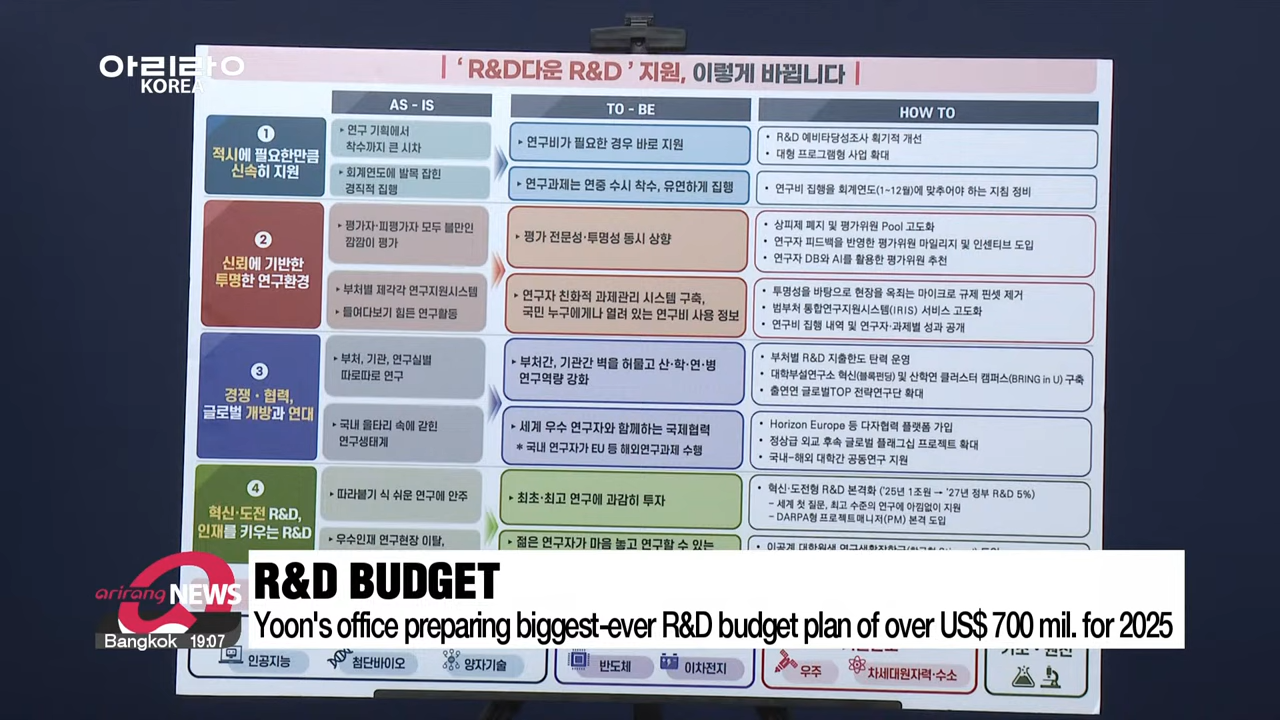 아리랑
KOREA
' R&D다운 R&D ' 지원, 이렇게 바뀝니다
AS - IS
TO - BE
HOW TO
1
적시에 필요한만큼
신속히 지원
▸ 연구 기획에서
착수까지 큰 시차
▸ 회계연도에 발목 잡힌
경직적 집행
▸ 연구비가 필요한 경우 바로 지원
▸ 연구과제는 연중 수시 착수, 유연하게 집행
• R&D 예비타당성조사 획기적 개선
• 대형 프로그램형 사업 확대
• 연구비 집행을 회계연도(1~12월)에 맞추어야 하는 지침 정비
2
신뢰에 기반한
투명한 연구환경
▸ 평가자·피평가자 모두 불만인
깜깜이 평가
▸ 부처별 제각각 연구지원시스템
▸ 들여다보기 힘든 연구활동
▸ 평가 전문성·투명성 동시 상향
▸ 연구자 친화적 과제관리 시스템 구축,
국민 누구에게나 열려 있는 연구비 사용 정보
• 상피제 폐지 및 평가위원 Pool 고도화
• 연구자 피드백을 반영한 평가위원 마일리지 및 인센티브 도입
• 연구자 DB와 AI를 활용한 평가위원 추천
• 투명성을 바탕으로 현장을 옥죄는 마이크로 규제 핀셋 제거
• 범부처 통합연구지원시스템(IRIS) 서비스 고도화
• 연구비 집행 내역 및 연구자·과제별 성과 공개
3
경쟁 · 협력,
글로벌 개방과 연대
▸ 부처, 기관, 연구실별
따로따로 연구
▸ 국내 울타리 속에 갇힌
연구생태계
▸ 부처간, 기관간 벽을 허물고 산·학·연·병
연구역량 강화
▸ 세계 우수 연구자와 함께하는 국제협력
* 국내 연구자가 EU 등 해외연구과제 수행
• 부처별 R&D 지출한도 탄력 운영
• 대학부설연구소 혁신(블록펀딩) 및 산학연 클러스터 캠퍼스(BRING in U) 구축
• 출연연 글로벌TOP 전략연구단 확대
• Horizon Europe 등 다자협력 플랫폼 가입
• 정상급 외교 후속 글로벌 플래그십 프로젝트 확대
• 국내-해외 대학간 공동연구 지원
4
혁신·도전 R&D,
인재를 키우는 R&D
▸ 따라붙기 식 쉬운 연구에 안주
▸ 우수인재 연구현장 이탈,
▸ 최초·최고 연구에 과감히 투자
▸ 젊은 연구자가 마음 놓고 연구할 수 있는
• 혁신·도전형 R&D 본격화 ('25년 1조원 → '27년 정부 R&D 5%)
- 세계 첫 질문, 최고 수준의 연구에 아낌없이 지원
- DARPA형 프로젝트매니저(PM) 본격 도입
arirang NEWS
Bangkok 19:07
R&D BUDGET
Yoon's office preparing biggest-ever R&D budget plan of over US$ 700 mil. for 2025
인공지능
첨단바이오
양자기술
반도체
이차전지
우주
차세대원자력·수소